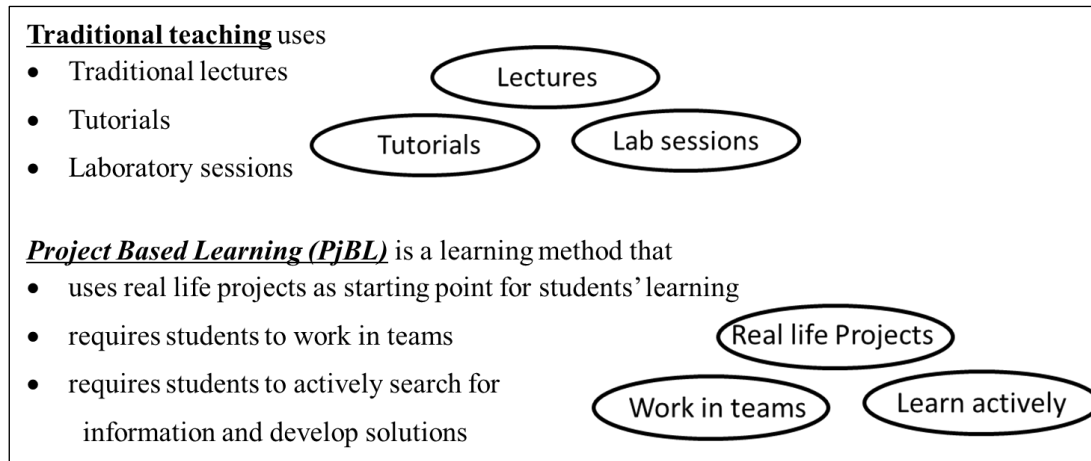 Traditional teaching uses
• Traditional lectures
• Tutorials
• Laboratory sessions
Lectures
Tutorials
Lab sessions
Project Based Learning (PjBL) is a learning method that
• uses real life projects as starting point for students’ learning
• requires students to work in teams
• requires students to actively search for
information and develop solutions
Real life Projects
Work in teams
Learn actively